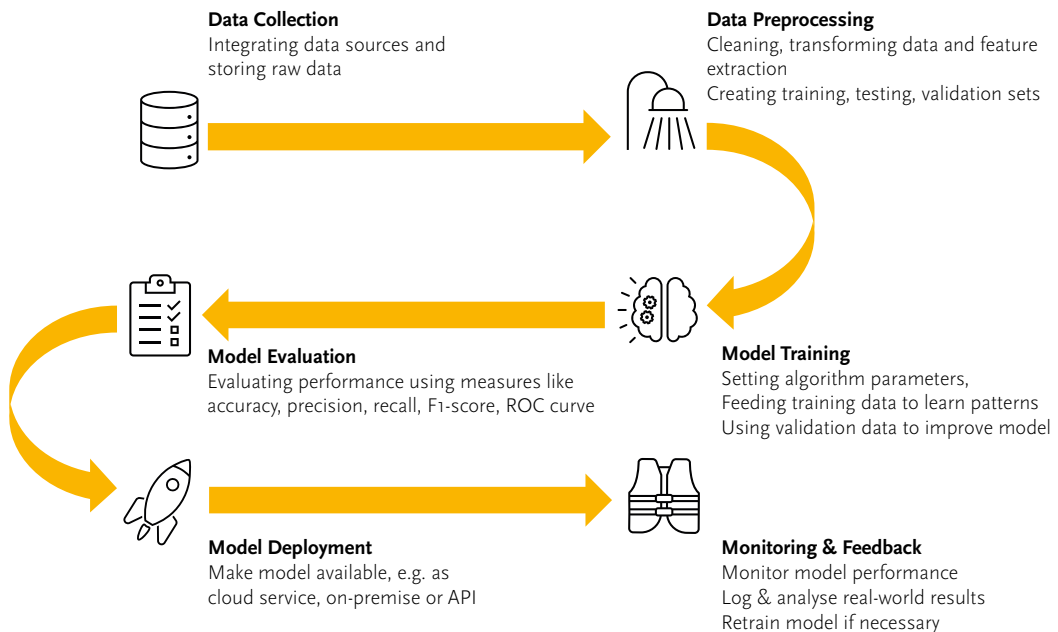 Data Collection
Integrating data sources and
storing raw data
Data Preprocessing
Cleaning, transforming data and feature
extraction
Creating training, testing, validation sets
Model Training
Setting algorithm parameters,
Feeding training data to learn patterns
Using validation data to improve model
Model Evaluation
Evaluating performance using measures like
accuracy, precision, recall, F1-score, ROC curve
Model Deployment
Make model available, e.g. as
cloud service, on-premise or API
Monitoring & Feedback
Monitor model performance
Log & analyse real-world results
Retrain model if necessary